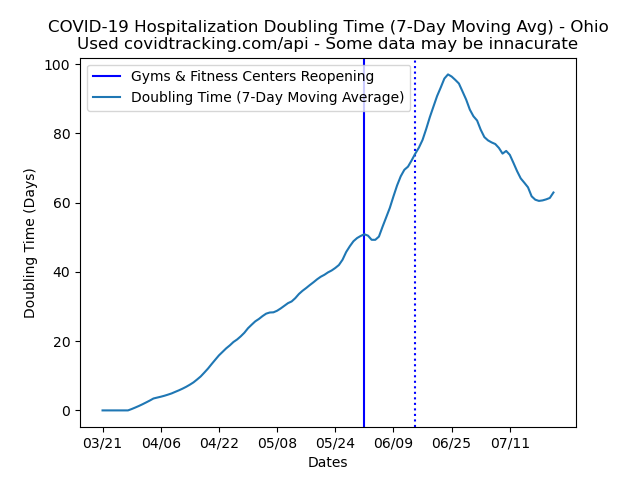 COVID-19 Hospitalization Doubling Time (7-Day Moving Avg) - Ohio
Used covidtracking.com/api - Some data may be innacurate
Gyms & Fitness Centers Reopening
Doubling Time (7-Day Moving Average)
100
80
60
40
20
0
Doubling Time (Days)
03/21 04/06 04/22 05/08 05/24 06/09 06/25 07/11
Dates